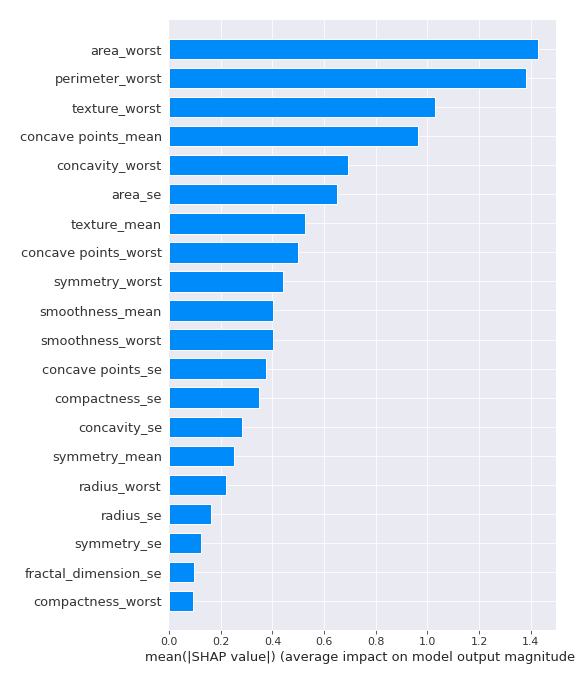 area_worst
perimeter_worst
texture_worst
concave points_mean
concavity_worst
area_se
texture_mean
concave points_worst
symmetry_worst
smoothness_mean
smoothness_worst
concave points_se
compactness_se
concavity_se
symmetry_mean
radius_worst
radius_se
symmetry_se
fractal_dimension_se
compactness_worst
0.0 0.2 0.4 0.6 0.8 1.0 1.2 1.4
mean(|SHAP value|) (average impact on model output magnitude